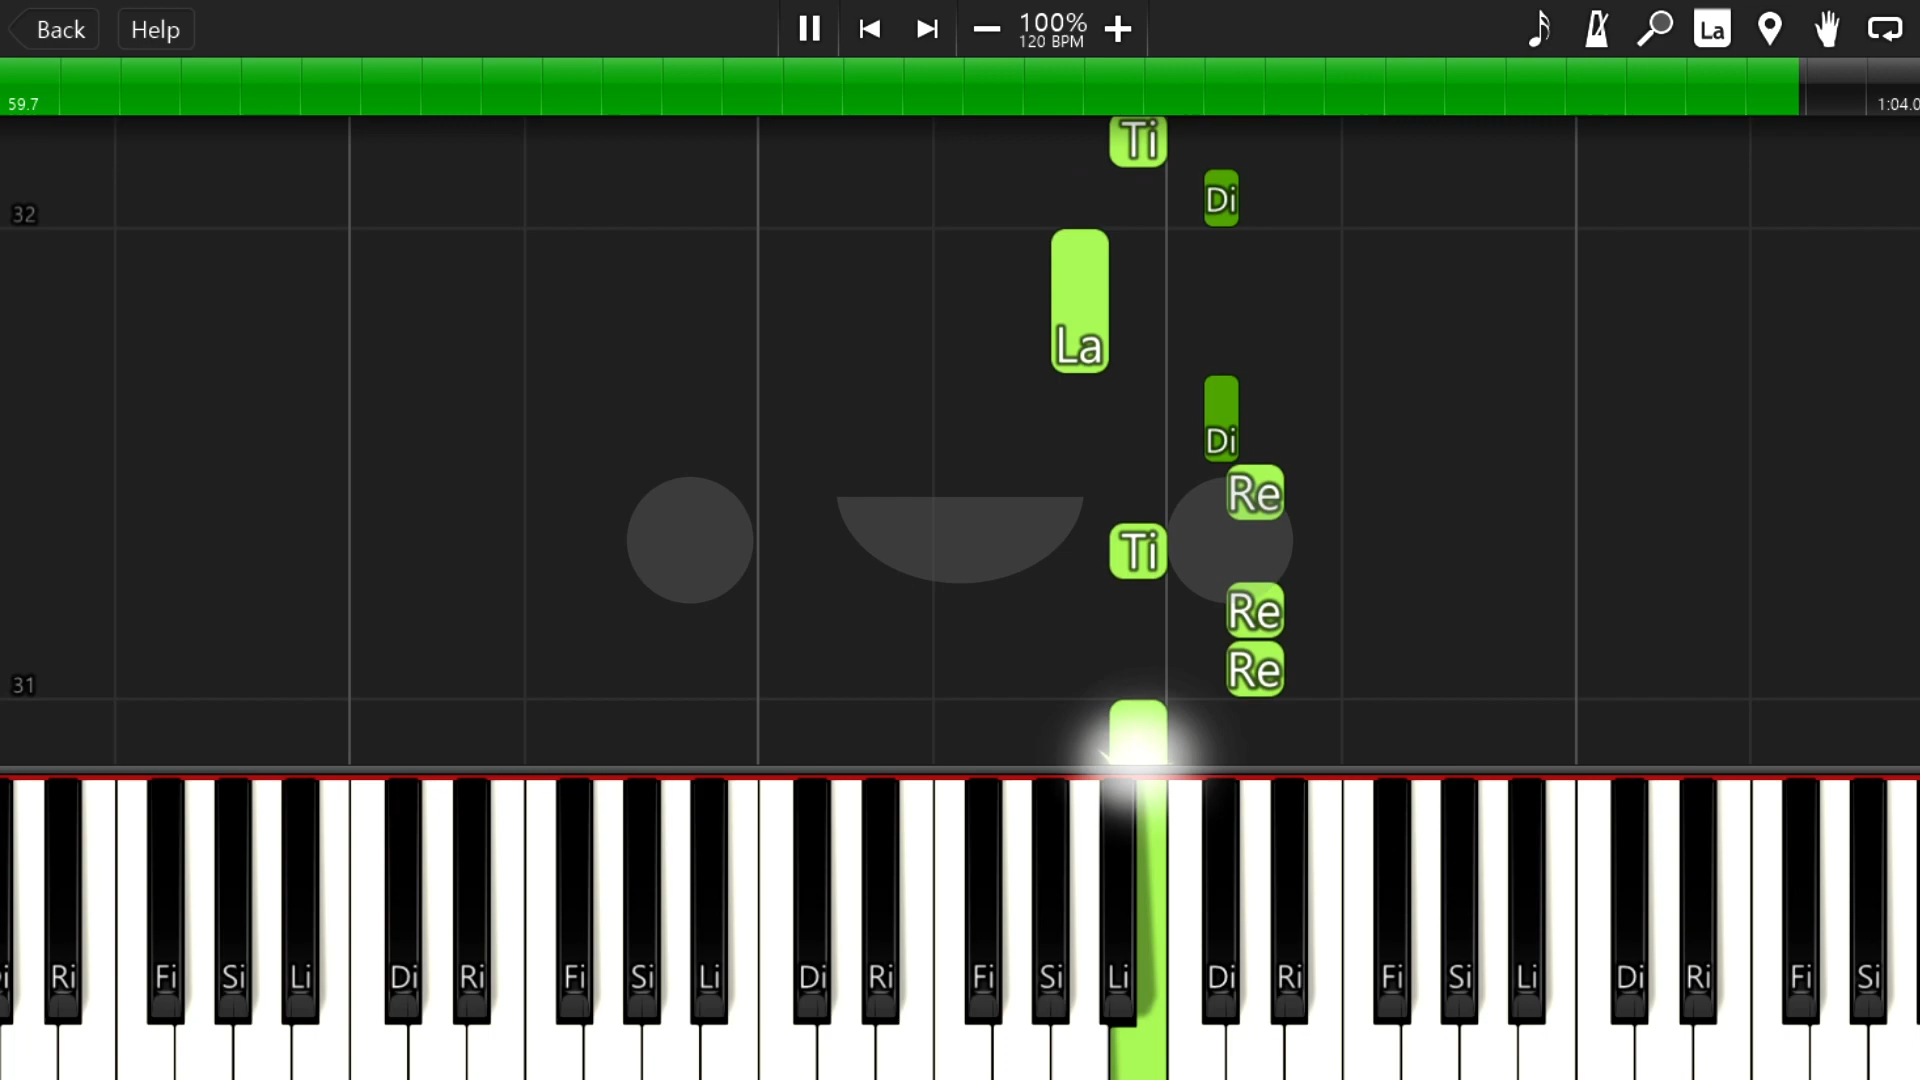 Back Help 100% La
120 BPM
59.7 1:04.0
Ti
Di
32
La
Di
Re
Ti
Re
Re
31
Ri Fi Si Li Di Ri Fi Si Li Di Ri Fi Si Li Di Ri Fi Si Li Di Ri Fi Si